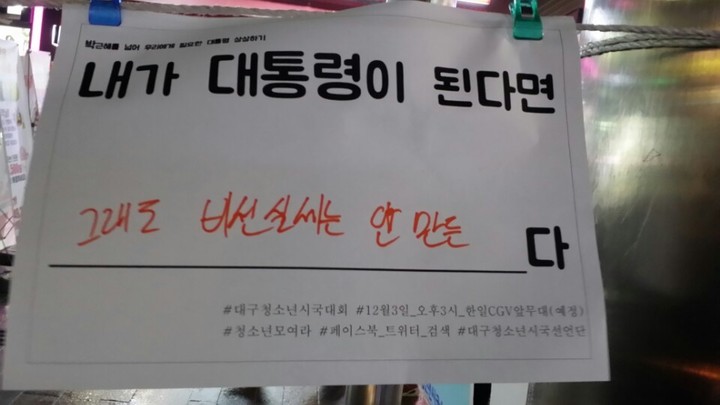 박근혜를 넘어 우리에게 필요한 대통령 상상하기
내가 대통령이 된다면
그래도 비선실씨는 안 만든
다
#대구청소년시국대회 #12월3일_오후3시_한일CGV앞무대(예정)
#청소년모여라 #페이스북_트위터_검색 #대구청소년시국선언단